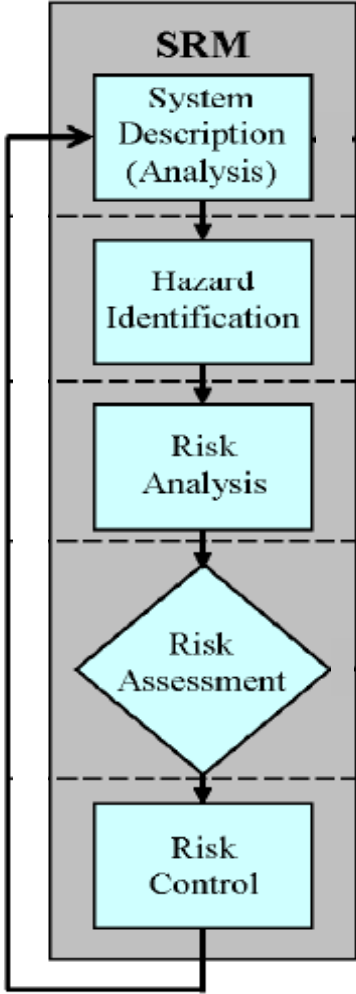 SRM
System
Description
(Analysis)
Hazard
Identification
Risk
Analysis
Risk
Assessment
Risk
Control